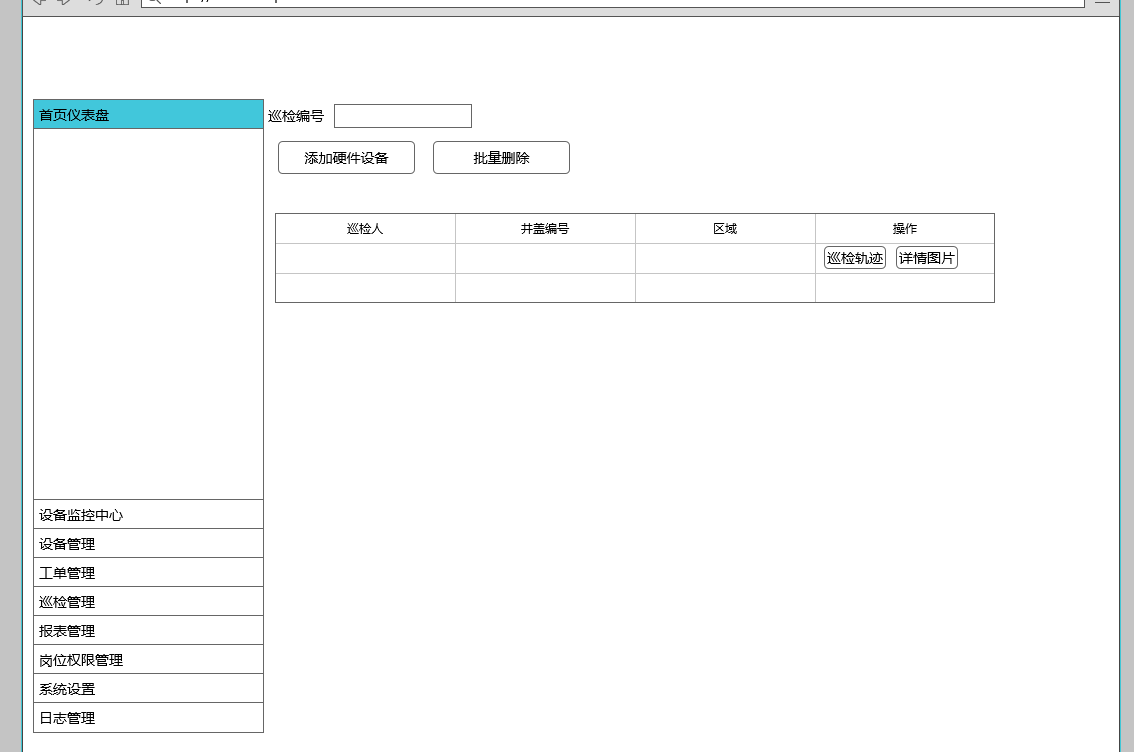 首页仪表盘
巡检编号
添加硬件设备 批量删除
巡检人 井盖编号 区域 操作
巡检轨迹 详情图片
设备监控中心
设备管理
工单管理
巡检管理
报表管理
岗位权限管理
系统设置
日志管理